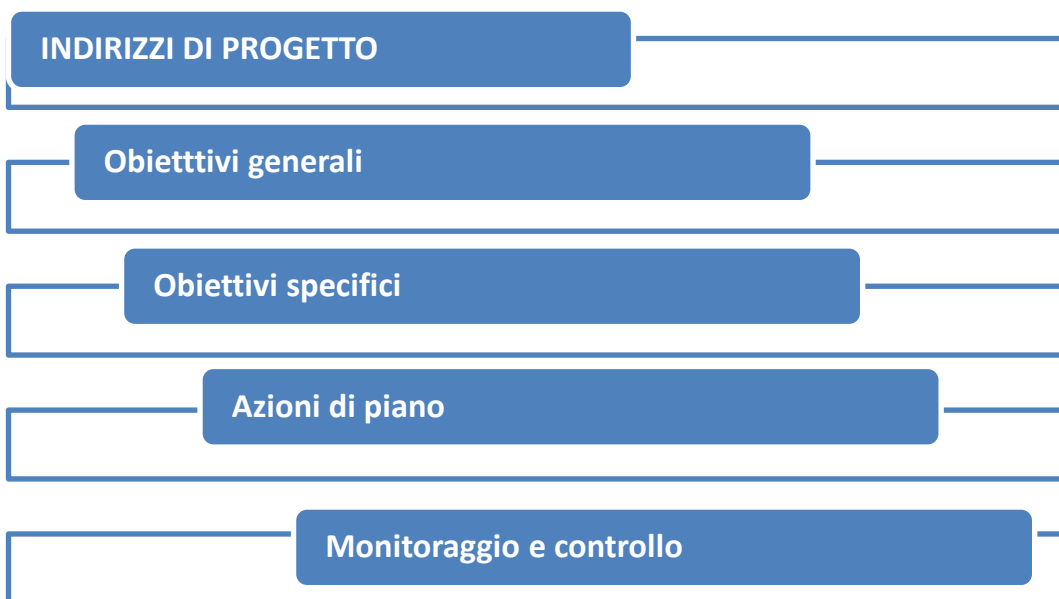 INDIRIZZI DI PROGETTO
Obietttivi generali
Obiettivi specifici
Azioni di piano
Monitoraggio e controllo